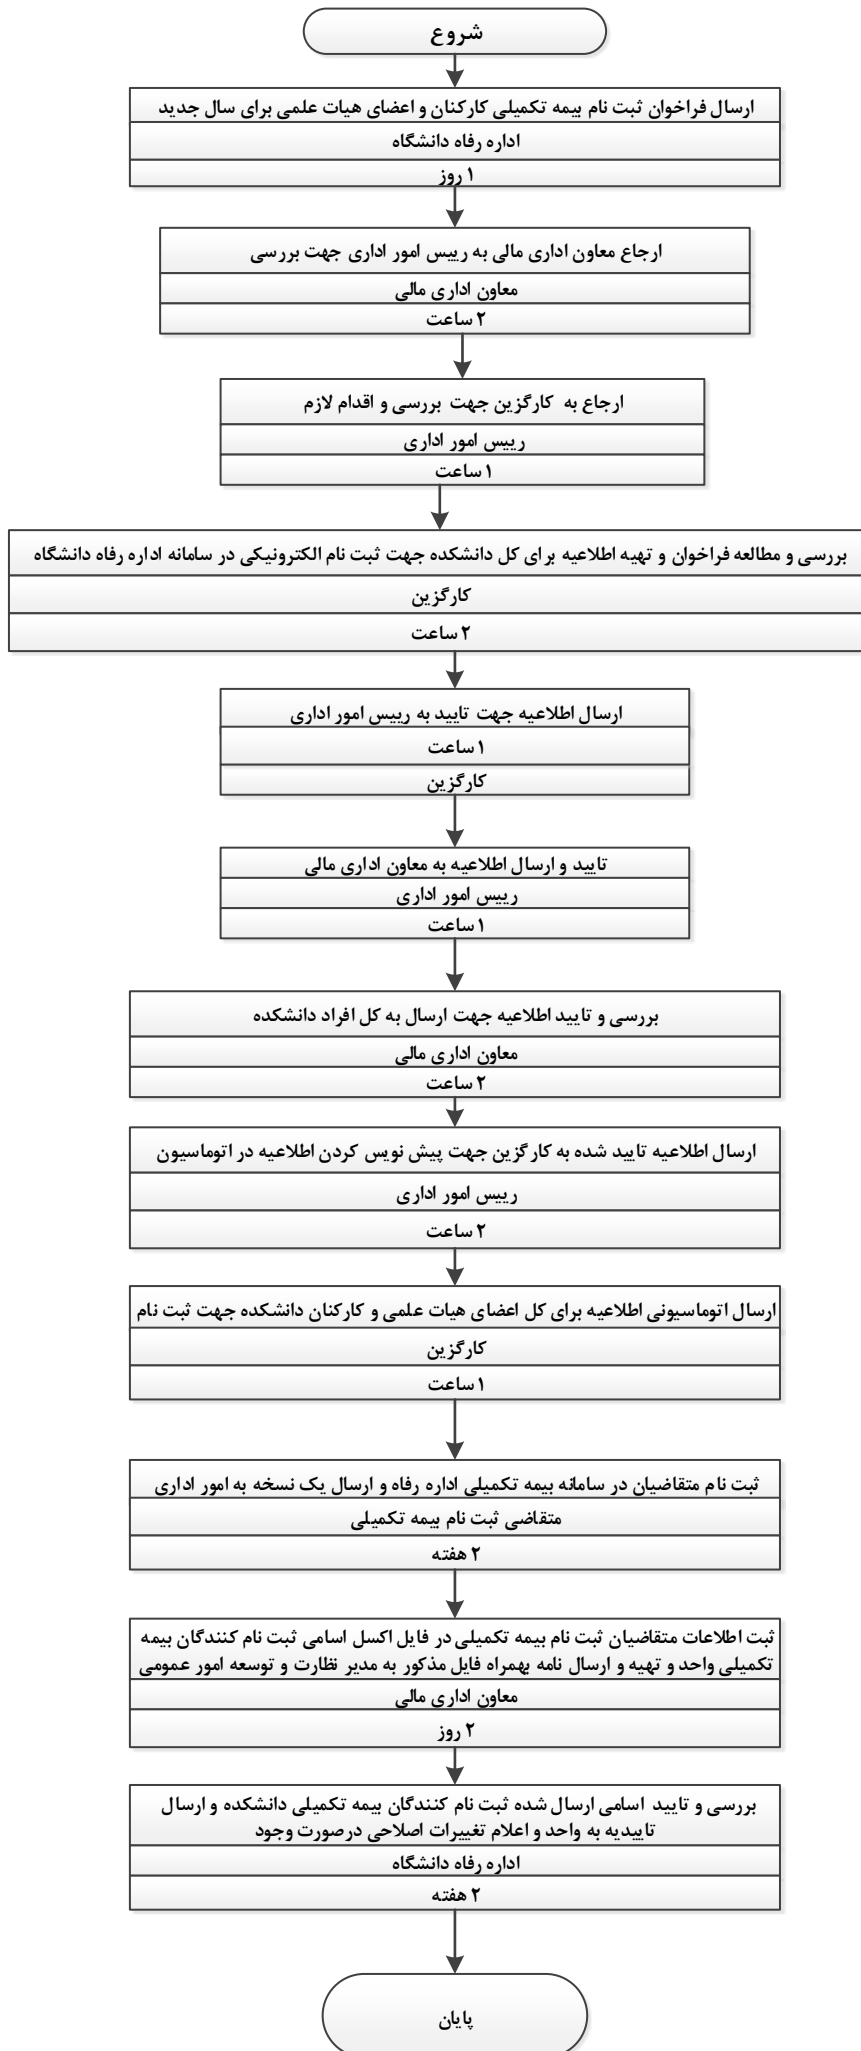 شروع
ارسال فراخوان ثبت نام بیمه تکمیلی کارکنان و اعضای هیات علمی برای سال جدید
اداره رفاه دانشگاه
۱ روز
ارجاع معاون اداری مالی به رییس امور اداری جهت بررسی
معاون اداری مالی
۲ ساعت
ارجاع به کارگزین جهت بررسی و اقدام لازم
رییس امور اداری
۱ ساعت
بررسی و مطالعه فراخوان و تهیه اطلاعیه برای کل دانشکده جهت ثبت نام الکترونیکی در سامانه اداره رفاه دانشگاه
کارگزین
۲ ساعت
ارسال اطلاعیه جهت تایید به رییس امور اداری
۱ ساعت
کارگزین
تایید و ارسال اطلاعیه به معاون اداری مالی
رییس امور اداری
۱ ساعت
بررسی و تایید اطلاعیه جهت ارسال به کل افراد دانشکده
معاون اداری مالی
۲ ساعت
ارسال اطلاعیه تایید شده به کارگزین جهت پیش نویس کردن اطلاعیه در اتوماسیون
رییس امور اداری
۲ ساعت
ارسال اتوماسیونی اطلاعیه برای کل اعضای هیات علمی و کارکنان دانشکده جهت ثبت نام
کارگزین
۱ ساعت
ثبت نام متقاضیان در سامانه بیمه تکمیلی اداره رفاه و ارسال یک نسخه به امور اداری
متقاضی ثبت نام بیمه تکمیلی
۲ هفته
ثبت اطلاعات متقاضیان ثبت نام بیمه تکمیلی در فایل اکسل اسامی ثبت نام کنندگان بیمه
تکمیلی واحد و تهیه و ارسال نامه بهمراه فایل مذکور به مدیر نظارت و توسعه امور عمومی
معاون اداری مالی
۲ روز
بررسی و تایید اسامی ارسال شده ثبت نام کنندگان بیمه تکمیلی دانشکده و ارسال
تاییدیه به واحد و اعلام تغییرات اصلاحی درصورت وجود
اداره رفاه دانشگاه
۲ هفته
پایان